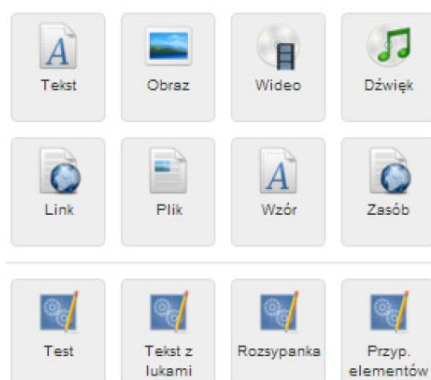 Tekst Obraz Wideo Dźwięk
Link Plik Wzór Zasób
Test Tekst z lukami Rozsypanka Przyp. elementów